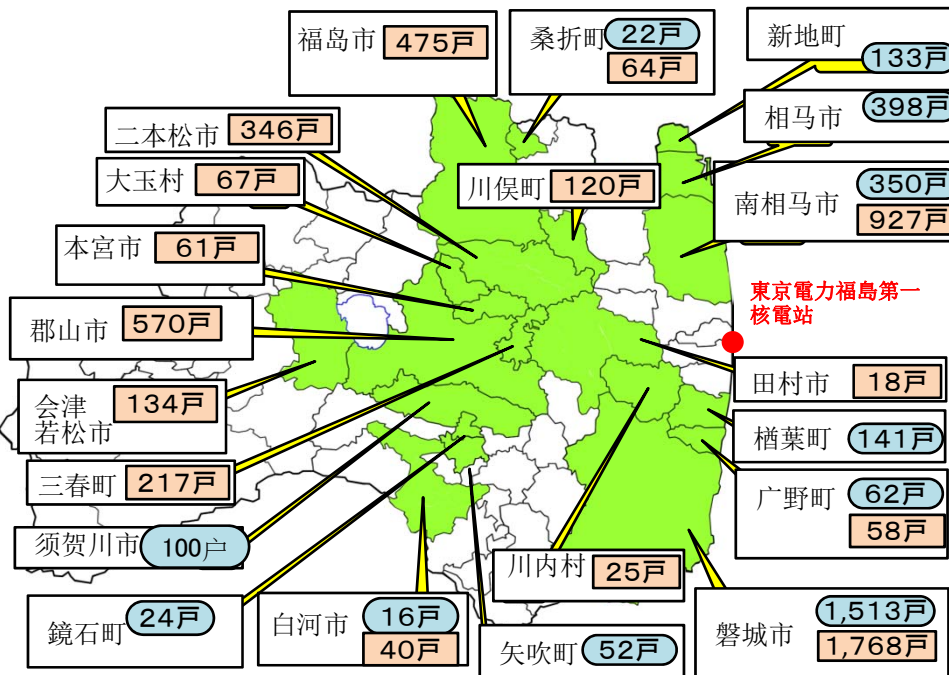 福岛市 475戸
桑折町 22戸
64戸
新地町
133戸
相马市 398戸
二本松市 346戸
大玉村 67戸
川俣町 120戸
南相马市 350戸
927戸
本宫市 61戸
東京電力福島第一
核電站
郡山市 570戸
会津
若松市
134戸
田村市 18戸
楢葉町 141戸
三春町 217戸
广野町 62戸
58戸
须贺川市 100户
川内村 25戸
鏡石町 24戸
白河市 16戸
40戸
矢吹町 52戸
磐城市 1,513戸
1,768戸